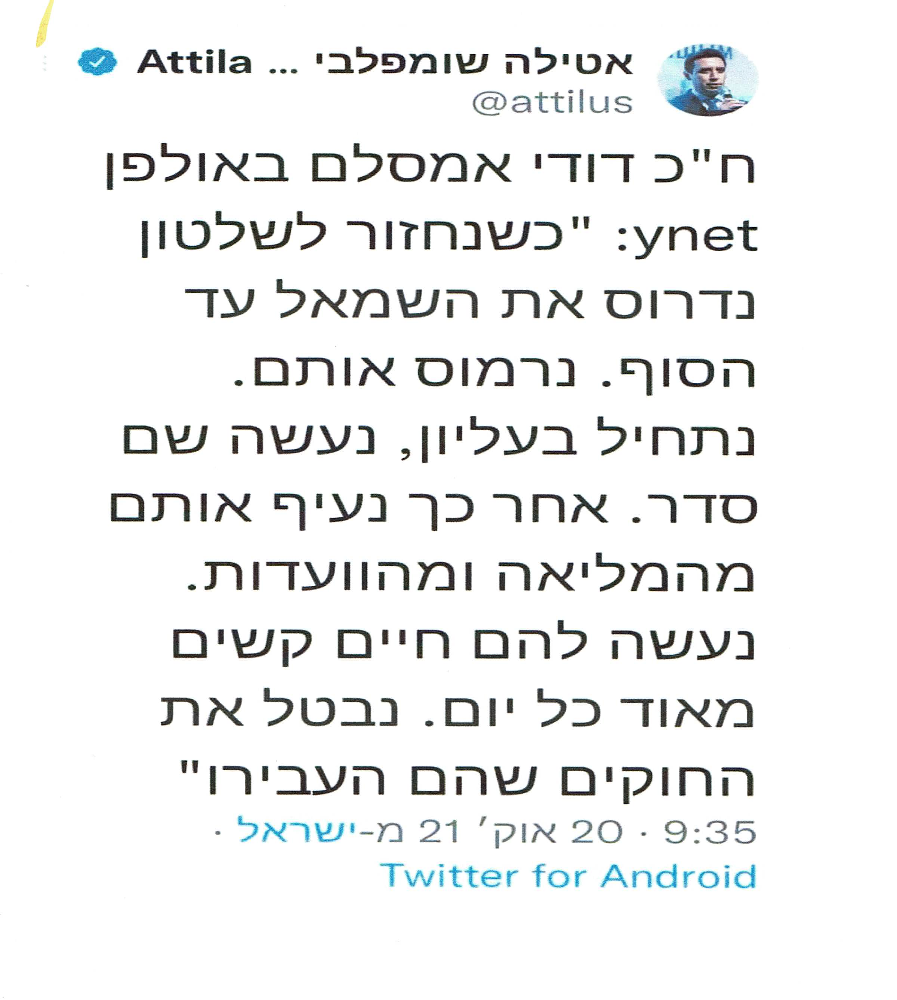 אטילה שומפלבי ... Attila
@attilus
ח"כ דודי אמסלם באולפן
ynet: "כשנחזור לשלטון
נדרוס את השמאל עד
הסוף. נרמוס אותם.
נתחיל בעליון, נעשה שם
סדר. אחר כך נעיף אותם
מהמליאה ומהוועדות.
נעשה להם חיים קשים
מאוד כל יום. נבטל את
החוקים שהם העבירו"
9:35 · 20 אוק׳ 21 מ-ישראל ·
Twitter for Android